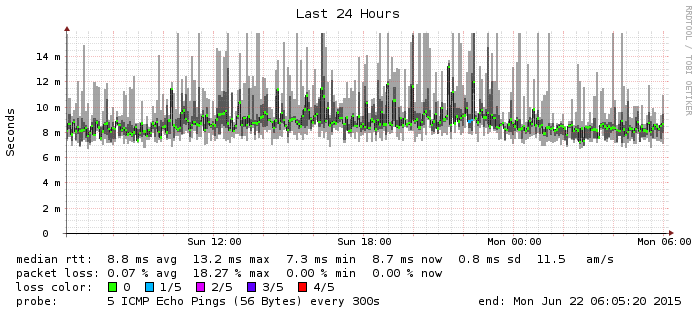 Last 24 Hours
RRDTOOL / TOBI OETIKER
Seconds
14 m
12 m
10 m
8 m
6 m
4 m
2 m
0
Sun 12:00 Sun 18:00 Mon 00:00 Mon 06:00
median rtt: 8.8 ms avg 13.2 ms max 7.3 ms min 8.7 ms now 0.8 ms sd 11.5 am/s
packet loss: 0.07 % avg 18.27 % max 0.00 % min 0.00 % now
loss color: 0 1/5 2/5 3/5 4/5
probe: 5 ICMP Echo Pings (56 Bytes) every 300s end: Mon Jun 22 06:05:20 2015